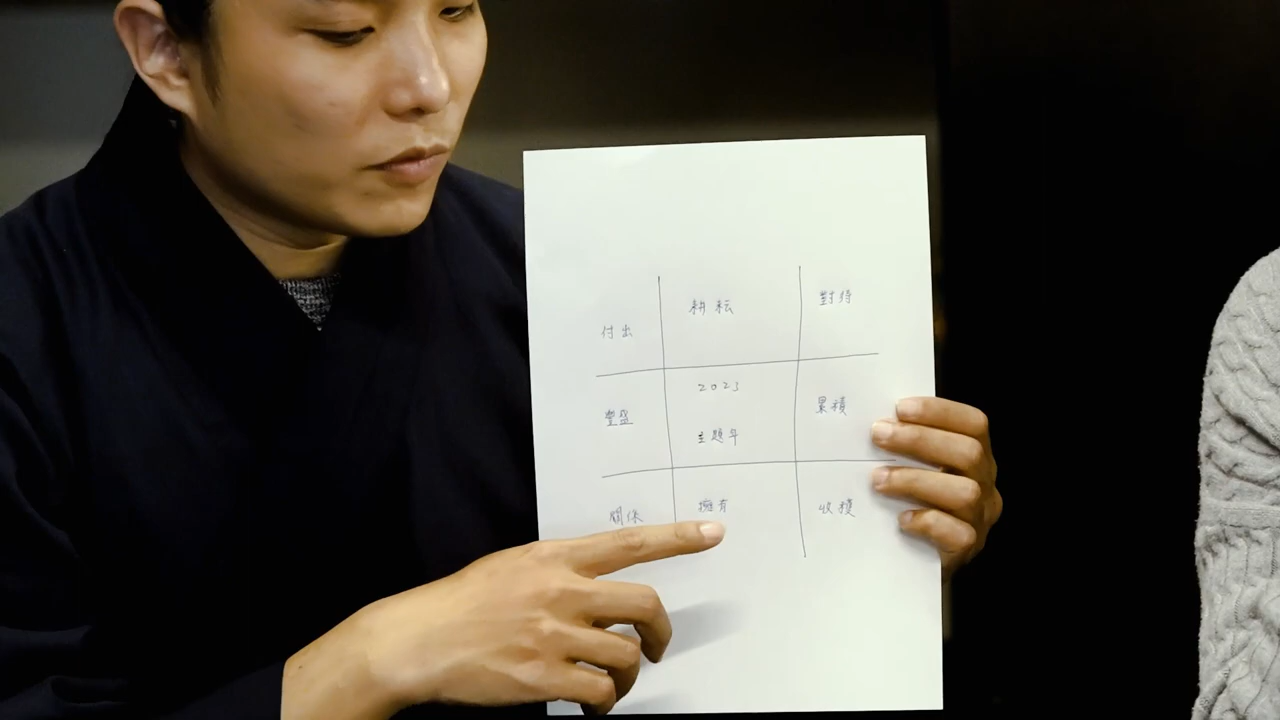 付出 耕耘 對待
豐盛 2023 累積
主題年
關係 擁有 收穫